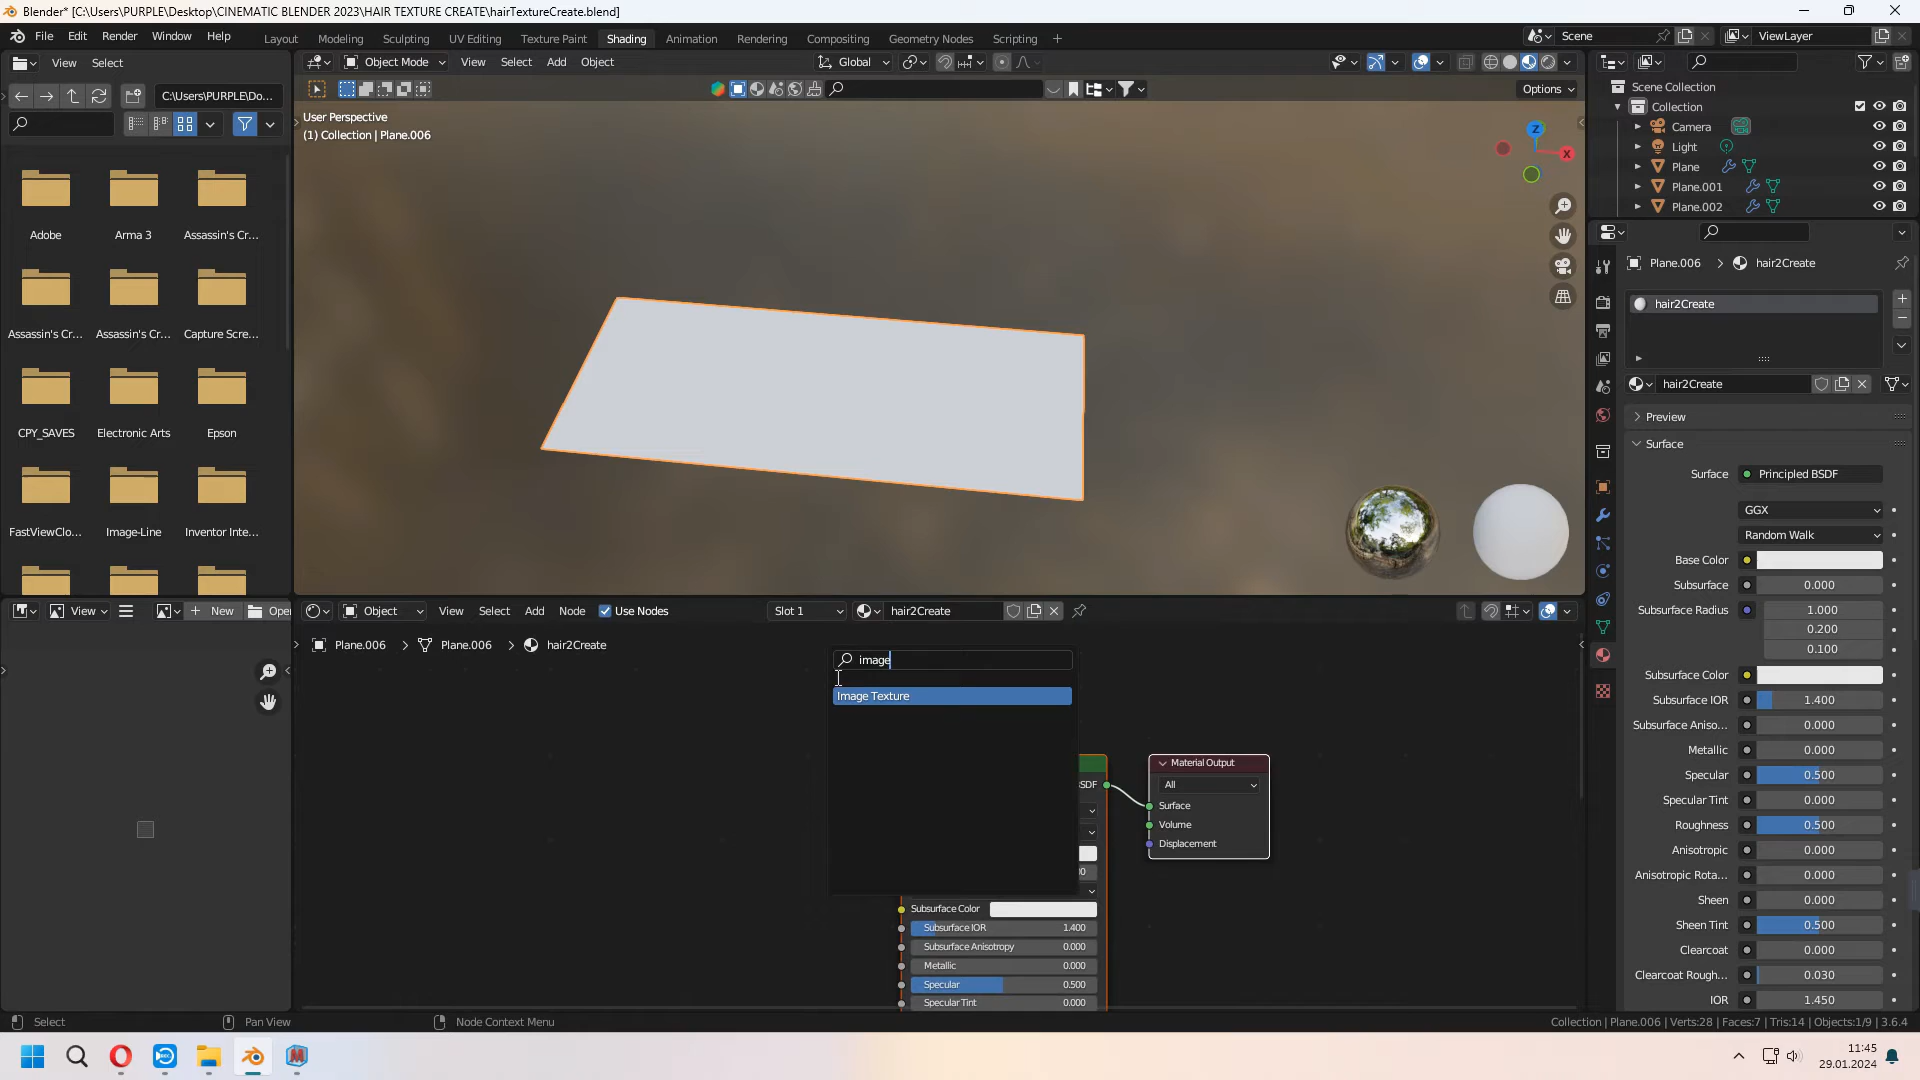 Blender* [C:\Users\PURPLE\Desktop\CINEMATIC BLENDER 2023\HAIR TEXTURE CREATE\hairTextureCreate.blend]
File Edit Render Window Help Layout Modeling Sculpting UV Editing Texture Paint Shading Animation Rendering Compositing Geometry Nodes Scripting + Scene ViewLayer
View Select Object Mode View Select Add Object Global
C:\Users\PURPLE\Do... Options
User Perspective
(1) Collection | Plane.006
Z
X
Scene Collection
Collection
Camera
Light
Plane
Plane.001
Plane.002
Adobe Arma 3 Assassin's Cr...
Assassin's Cr... Assassin's Cr... Capture Scre...
CPY_SAVES Electronic Arts Epson
FastViewClo... Image-Line Inventor Inte...
Plane.006 > hair2Create
hair2Create
hair2Create
Preview
Surface
Surface Principled BSDF
GGX
Random Walk
Base Color
Subsurface 0.000
Subsurface Radius 1.000
0.200
0.100
Subsurface Color
Subsurface IOR 1.400
Subsurface Aniso... 0.000
Metallic 0.000
Specular 0.500
Specular Tint 0.000
Roughness 0.500
Anisotropic 0.000
Anisotropic Rota... 0.000
Sheen 0.000
Sheen Tint 0.500
Clearcoat 0.000
Clearcoat Rough... 0.030
IOR 1.450
View New Open
Object View Select Add Node Use Nodes Slot 1 hair2Create
Plane.006 > Plane.006 > hair2Create
image
Image Texture
Material Output
All
Surface
Volume
Displacement
Subsurface Color
Subsurface IOR 1.400
Subsurface Anisotropy 0.000
Metallic 0.000
Specular 0.500
Specular Tint 0.000
Select Pan View Node Context Menu Collection | Plane.006 | Verts:28 | Faces:7 | Tris:14 | Objects:1/9 | 3.6.4
11:45
29.01.2024